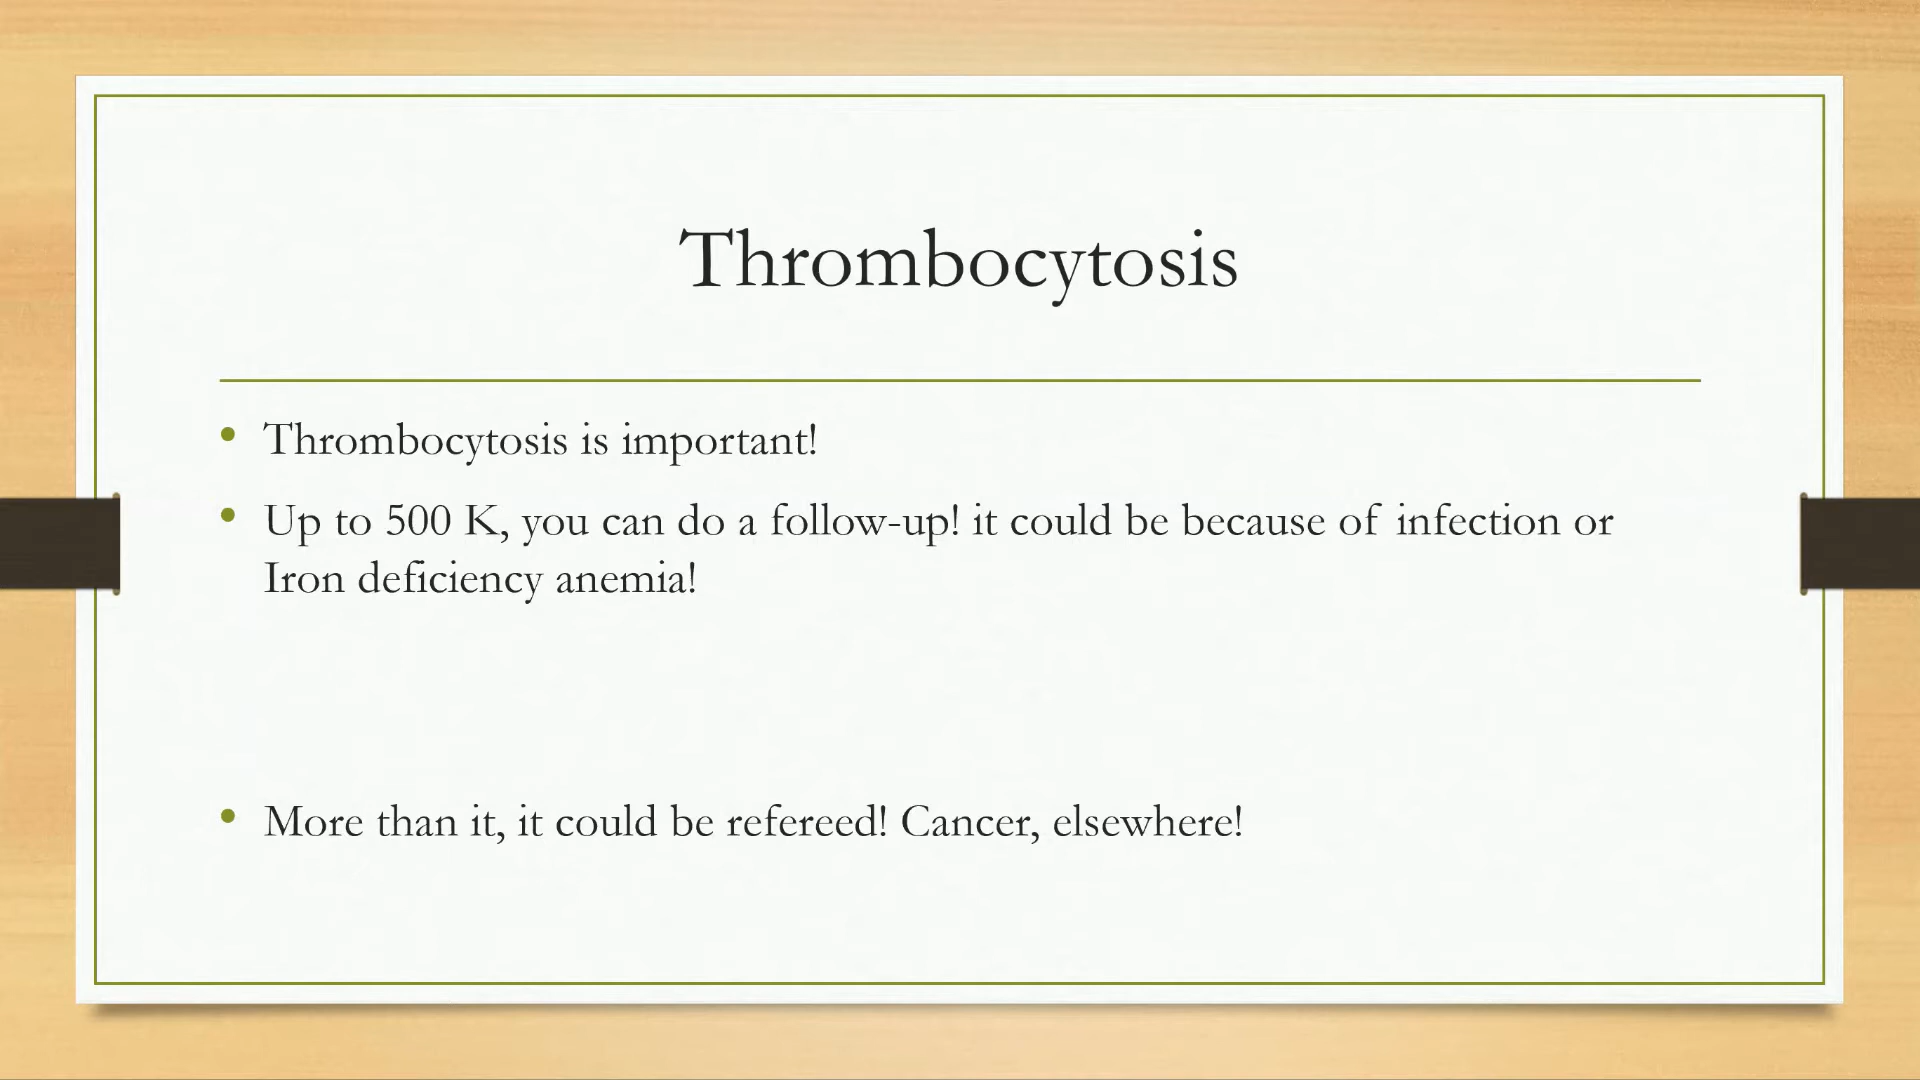 Thrombocytosis
• Thrombocytosis is important!
• Up to 500 K, you can do a follow-up! it could be because of infection or
Iron deficiency anemia!
• More than it, it could be refereed! Cancer, elsewhere!